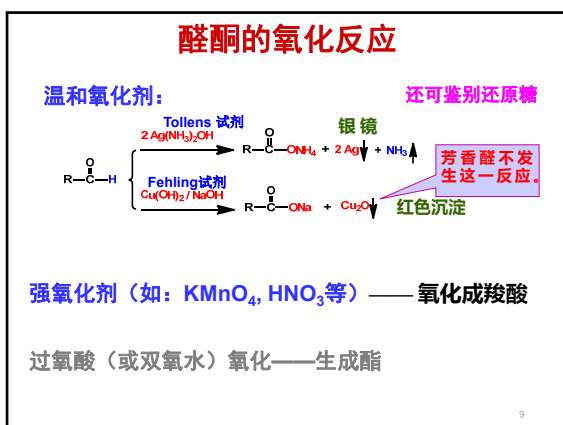 醛酮的氧化反应
温和氧化剂：
还可鉴别还原糖
Tollens 试剂
2 Ag(NH3)2OH
R—C—H
O
R—C—ONH4 + 2 Ag + NH3
O
银 镜
Fehling试剂
Cu(OH)2 / NaOH
R—C—ONa + Cu2O
O
红色沉淀
芳香醛不发
生这一反应。
强氧化剂（如：KMnO4, HNO3等）—— 氧化成羧酸
过氧酸（或双氧水）氧化——生成酯
9